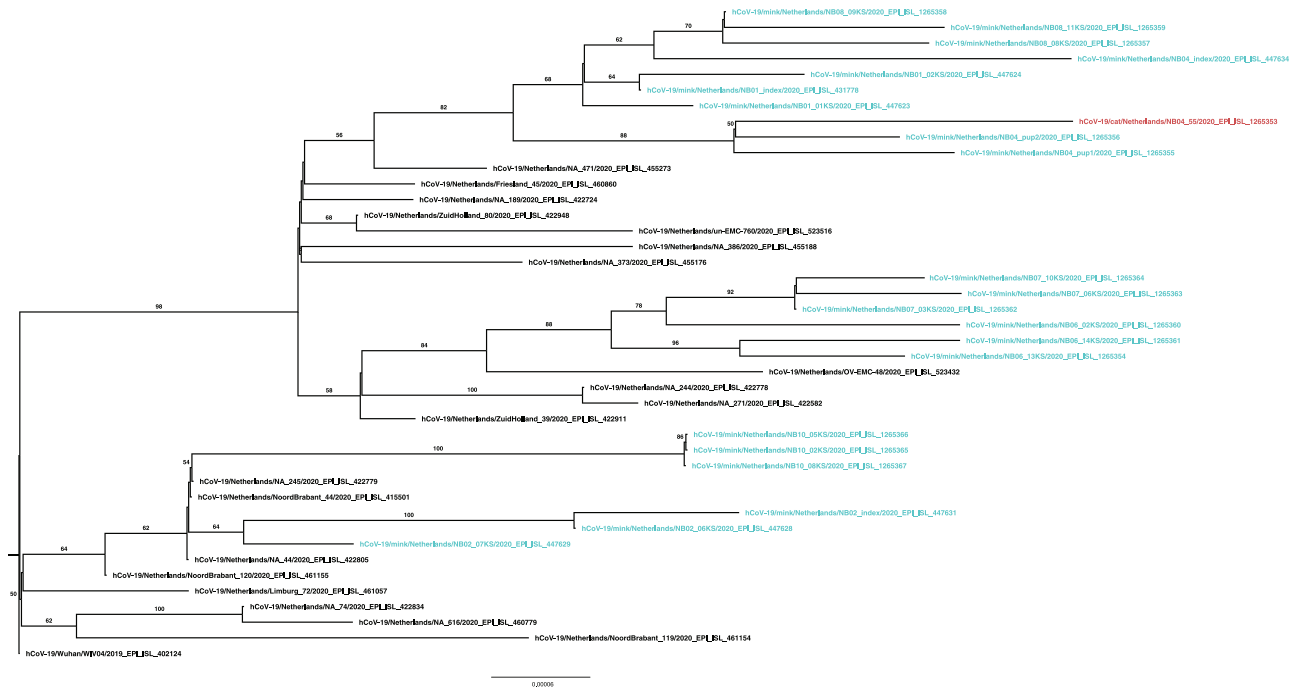 hCoV-19/mink/Netherlands/NB08_09KS/2020_EPI_ISL_1265358
70
hCoV-19/mink/Netherlands/NB08_11KS/2020_EPI_ISL_1265359
62
hCoV-19/mink/Netherlands/NB08_08KS/2020_EPI_ISL_1265357
hCoV-19/mink/Netherlands/NB04_index/2020_EPI_ISL_447634
68
64
hCoV-19/mink/Netherlands/NB01_02KS/2020_EPI_ISL_447624
hCoV-19/mink/Netherlands/NB01_index/2020_EPI_ISL_431778
82
hCoV-19/mink/Netherlands/NB01_01KS/2020_EPI_ISL_447623
50
hCoV-19/cat/Netherlands/NB04_55/2020_EPI_ISL_1265353
56
88
hCoV-19/mink/Netherlands/NB04_pup2/2020_EPI_ISL_1265356
hCoV-19/mink/Netherlands/NB04_pup1/2020_EPI_ISL_1265355
hCoV-19/Netherlands/NA_471/2020_EPI_ISL_455273
hCoV-19/Netherlands/Friesland_45/2020_EPI_ISL_460860
hCoV-19/Netherlands/NA_189/2020_EPI_ISL_422724
68
hCoV-19/Netherlands/ZuidHolland_80/2020_EPI_ISL_422948
hCoV-19/Netherlands/un-EMC-760/2020_EPI_ISL_523516
hCoV-19/Netherlands/NA_386/2020_EPI_ISL_455188
hCoV-19/Netherlands/NA_373/2020_EPI_ISL_455176
hCoV-19/mink/Netherlands/NB07_10KS/2020_EPI_ISL_1265364
92
hCoV-19/mink/Netherlands/NB07_06KS/2020_EPI_ISL_1265363
98
78
hCoV-19/mink/Netherlands/NB07_03KS/2020_EPI_ISL_1265362
88
hCoV-19/mink/Netherlands/NB06_02KS/2020_EPI_ISL_1265360
96
hCoV-19/mink/Netherlands/NB06_14KS/2020_EPI_ISL_1265361
84
hCoV-19/mink/Netherlands/NB06_13KS/2020_EPI_ISL_1265354
hCoV-19/Netherlands/OV-EMC-48/2020_EPI_ISL_523432
58
100
hCoV-19/Netherlands/NA_244/2020_EPI_ISL_422778
hCoV-19/Netherlands/NA_271/2020_EPI_ISL_422582
hCoV-19/Netherlands/ZuidHolland_39/2020_EPI_ISL_422911
86
hCoV-19/mink/Netherlands/NB10_05KS/2020_EPI_ISL_1265366
100
hCoV-19/mink/Netherlands/NB10_02KS/2020_EPI_ISL_1265365
54
hCoV-19/mink/Netherlands/NB10_08KS/2020_EPI_ISL_1265367
hCoV-19/Netherlands/NA_245/2020_EPI_ISL_422779
hCoV-19/Netherlands/NoordBrabant_44/2020_EPI_ISL_415501
100
hCoV-19/mink/Netherlands/NB02_index/2020_EPI_ISL_447631
62
64
hCoV-19/mink/Netherlands/NB02_06KS/2020_EPI_ISL_447628
hCoV-19/mink/Netherlands/NB02_07KS/2020_EPI_ISL_447629
64
hCoV-19/Netherlands/NA_44/2020_EPI_ISL_422805
hCoV-19/Netherlands/NoordBrabant_120/2020_EPI_ISL_461155
50
hCoV-19/Netherlands/Limburg_72/2020_EPI_ISL_461057
100
hCoV-19/Netherlands/NA_74/2020_EPI_ISL_422834
62
hCoV-19/Netherlands/NA_616/2020_EPI_ISL_460779
hCoV-19/Netherlands/NoordBrabant_119/2020_EPI_ISL_461154
hCoV-19/Wuhan/WIV04/2019_EPI_ISL_402124
0,00006